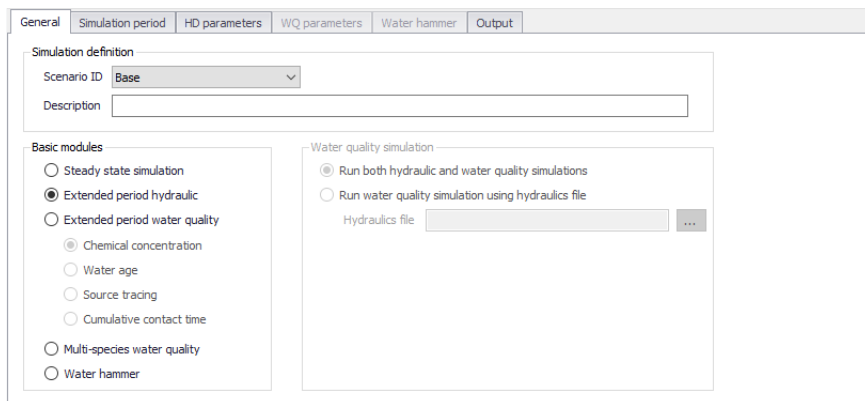 General Simulation period HD parameters WQ parameters Water hammer Output
Simulation definition
Scenario ID Base
Description
Basic modules
Steady state simulation
Extended period hydraulic
Extended period water quality
Chemical concentration
Water age
Source tracing
Cumulative contact time
Multi-species water quality
Water hammer
Water quality simulation
Run both hydraulic and water quality simulations
Run water quality simulation using hydraulics file
Hydraulics file ...